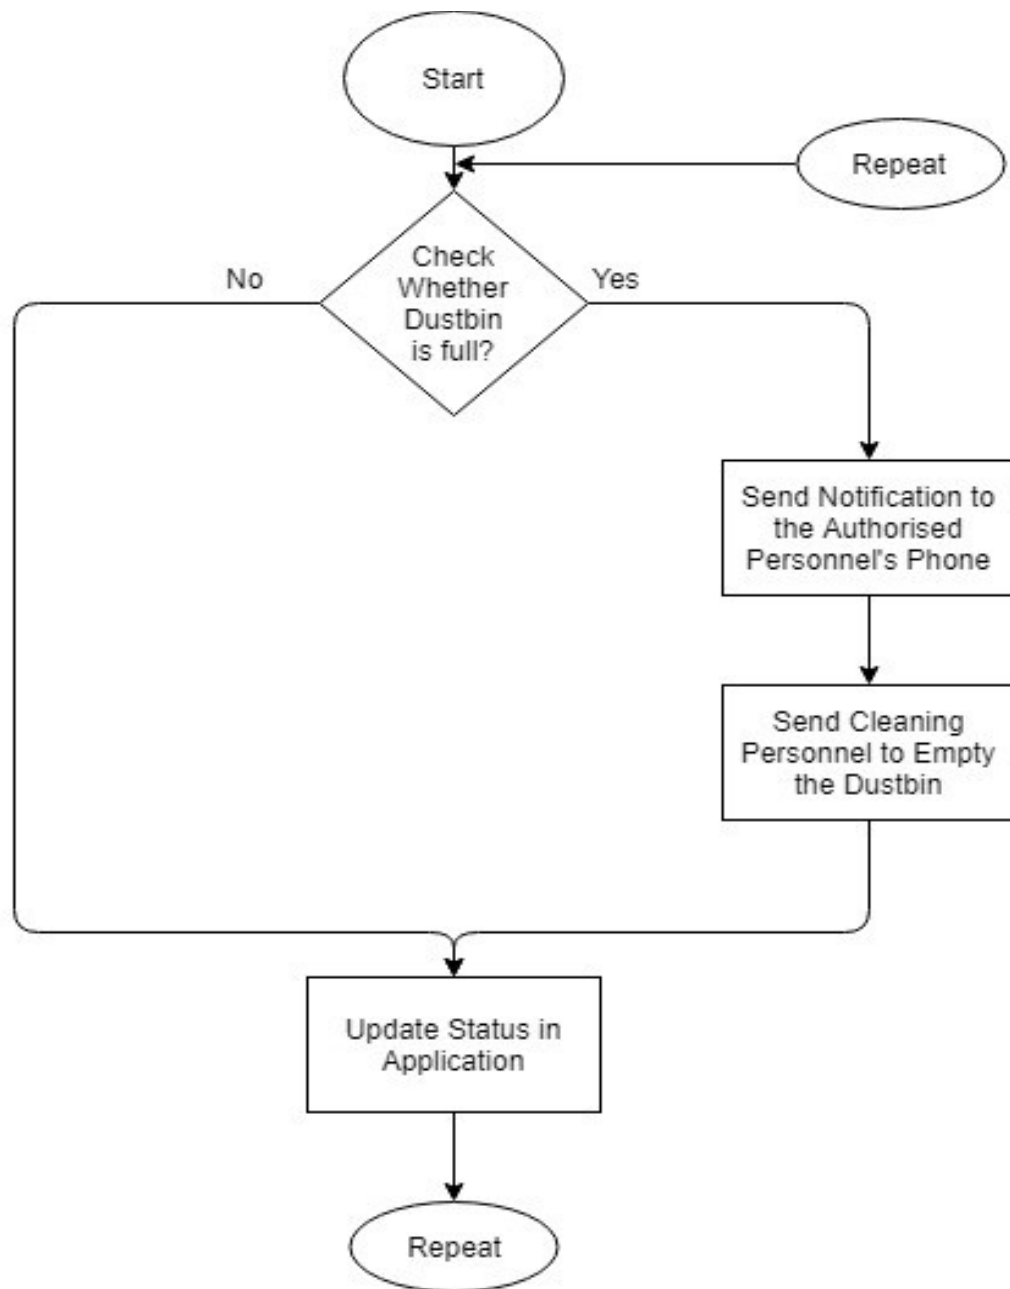 Start
Repeat
Check
Whether
Dustbin
is full?
No
Yes
Send Notification to
the Authorised
Personnel's Phone
Send Cleaning
Personnel to Empty
the Dustbin
Update Status in
Application
Repeat